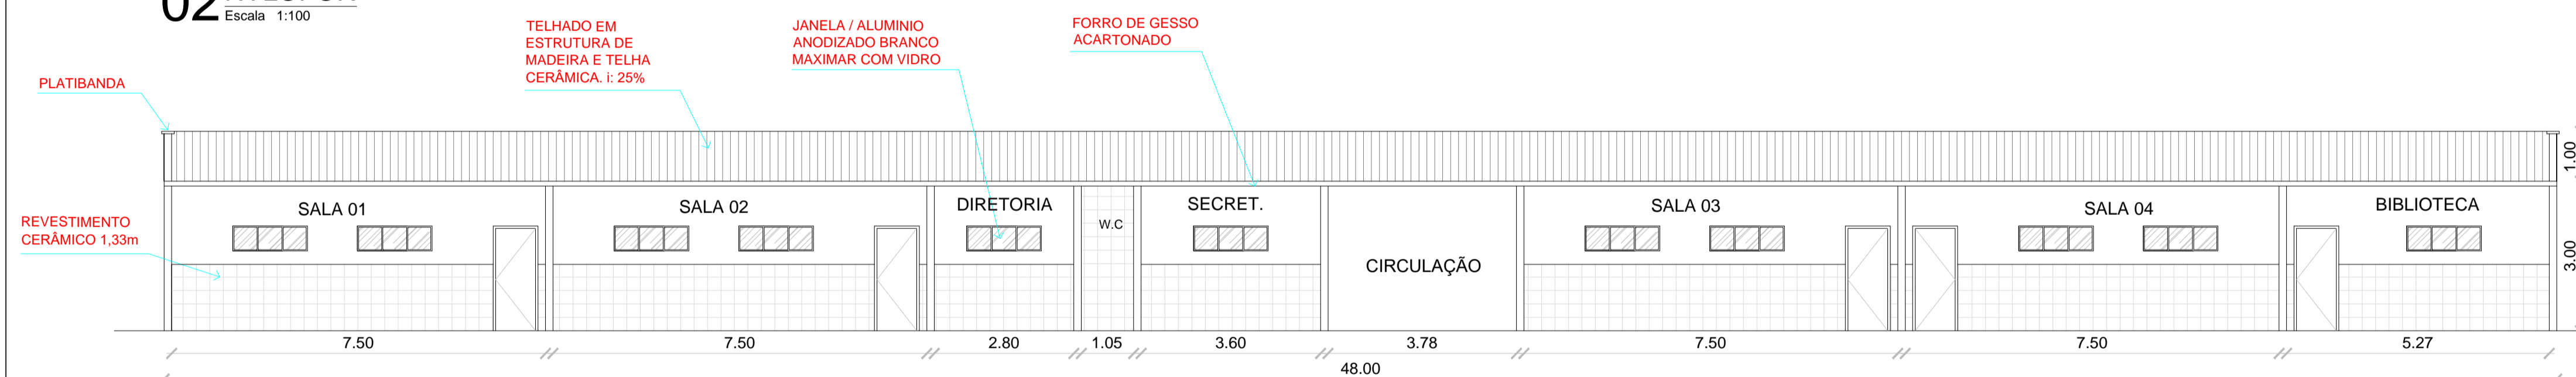 02
Escala 1:100
TELHADO EM
ESTRUTURA DE
MADEIRA E TELHA
CERÂMICA. i: 25%
JANELA / ALUMINIO
ANODIZADO BRANCO
MAXIMAR COM VIDRO
FORRO DE GESSO
ACARTONADO
PLATIBANDA
REVESTIMENTO
CERÂMICO 1,33m
SALA 01
SALA 02
DIRETORIA
W.C
SECRET.
CIRCULAÇÃO
SALA 03
SALA 04
BIBLIOTECA
1.00
3.00
7.50
7.50
2.80
1.05
3.60
3.78
7.50
7.50
5.27
48.00